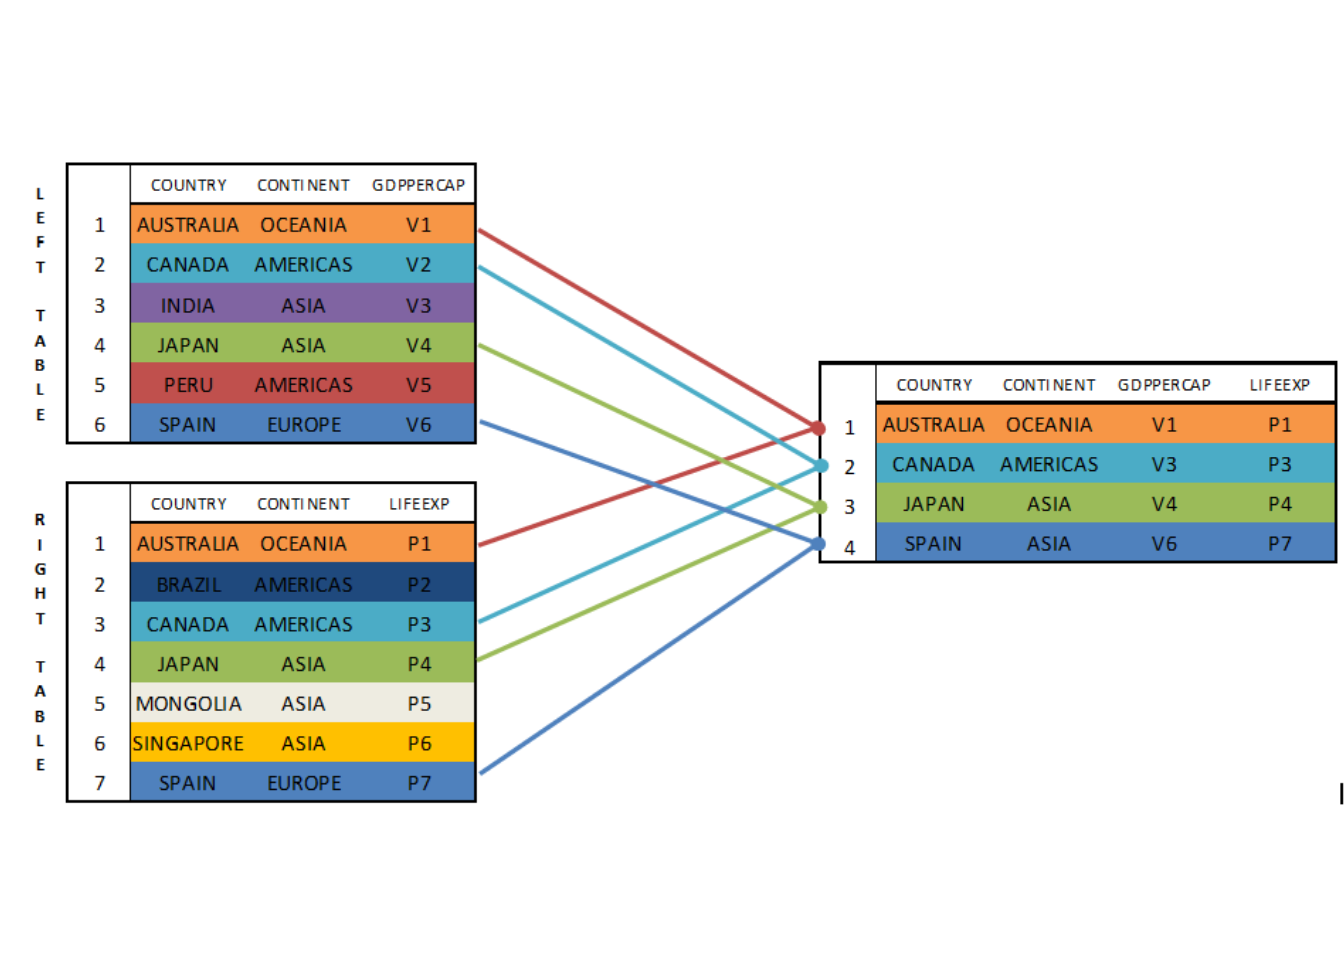 LEFT TABLE
COUNTRY CONTINENT GDPPERCAP
1 AUSTRALIA OCEANIA V1
2 CANADA AMERICAS V2
3 INDIA ASIA V3
4 JAPAN ASIA V4
5 PERU AMERICAS V5
6 SPAIN EUROPE V6
RIGHT TABLE
COUNTRY CONTINENT LIFEEXP
1 AUSTRALIA OCEANIA P1
2 BRAZIL AMERICAS P2
3 CANADA AMERICAS P3
4 JAPAN ASIA P4
5 MONGOLIA ASIA P5
6 SINGAPORE ASIA P6
7 SPAIN EUROPE P7
COUNTRY CONTINENT GDPPERCAP LIFEEXP
1 AUSTRALIA OCEANIA V1 P1
2 CANADA AMERICAS V3 P3
3 JAPAN ASIA V4 P4
4 SPAIN ASIA V6 P7